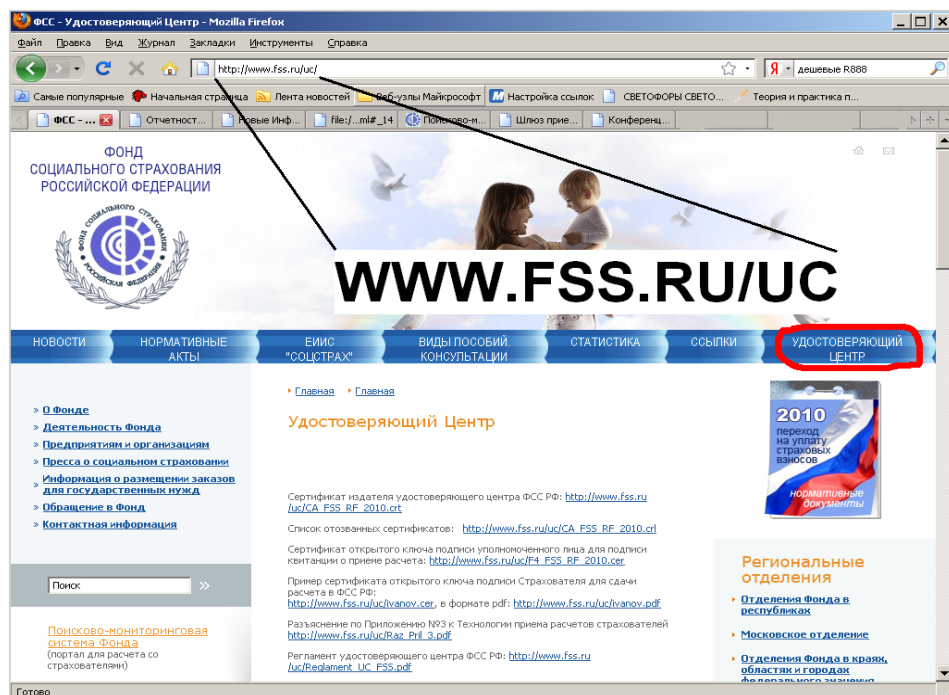 ФСС - Удостоверяющий Центр - Mozilla Firefox
Файл Правка Вид Журнал Закладки Инструменты Справка
http://www.fss.ru/uc/
дешевые R888
Самые популярные Начальная страница Лента новостей Веб-узлы Майкрософт Настройка ссылок СВЕТОФОРЫ СВЕТО... Теория и практика п...
ФСС - ... Отчетност... Новые Инф... file:/...ml#_14 Поисково-м... Шлюз прие... Конференц...
ФОНД
СОЦИАЛЬНОГО СТРАХОВАНИЯ
РОССИЙСКОЙ ФЕДЕРАЦИИ
ФОНД СОЦИАЛЬНОГО СТРАХОВАНИЯ
РОССИЙСКАЯ ФЕДЕРАЦИЯ
WWW.FSS.RU/UC
НОВОСТИ
НОРМАТИВНЫЕ
АКТЫ
ЕИИС
"СОЦСТРАХ"
ВИДЫ ПОСОБИЙ.
КОНСУЛЬТАЦИИ
СТАТИСТИКА
ССЫЛКИ
УДОСТОВЕРЯЮЩИЙ
ЦЕНТР
» О Фонде
» Деятельность Фонда
» Предприятиям и организациям
» Пресса о социальном страховании
» Информация о размещении заказов
для государственных нужд
» Обращение в Фонд
» Контактная информация
Поиск »
Поисково-мониторинговая
система Фонда
(портал для расчета со
страхователями)
Главная Главная
Удостоверяющий Центр
Сертификат издателя удостоверяющего центра ФСС РФ: http://www.fss.ru
/uc/CA_FSS_RF_2010.crt
Список отозванных сертификатов: http://www.fss.ru/uc/CA_FSS_RF_2010.crl
Сертификат открытого ключа подписи уполномоченного лица для подписи
квитанции о приеме расчета: http://www.fss.ru/uc/F4_FSS_RF_2010.cer
Пример сертификата открытого ключа подписи Страхователя для сдачи
расчета в ФСС РФ:
http://www.fss.ru/uc/ivanov.cer, в формате pdf: http://www.fss.ru/uc/ivanov.pdf
Разъяснение по Приложению №3 к Технологии приема расчетов страхователей
http://www.fss.ru/uc/Raz_Pril_3.pdf
Регламент удостоверяющего центра ФСС РФ: http://www.fss.ru
/uc/Reglament_UC_FSS.pdf
2010
переход
на уплату
страховых
взносов
нормативные
документы
Региональные
отделения
Отделения Фонда в
республиках
Московское отделение
Отделения Фонда в краях,
областях и городах
федерального значения
Готово